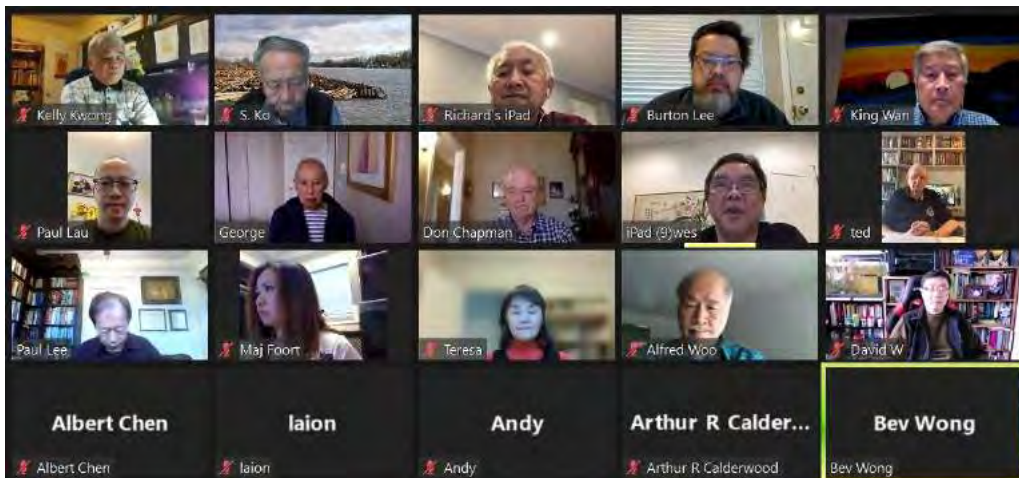 Kelly Kwong
S. Ko
Richard's iPad
Burton Lee
King Wan
Paul Lau
George
Don Chapman
iPad (9)wes
ted
Paul Lee
Maj Foort
Teresa
Alfred Woo
David W
Albert Chen
laion
Andy
Arthur R Calder...
Bev Wong
Albert Chen
laion
Andy
Arthur R Calderwood
Bev Wong